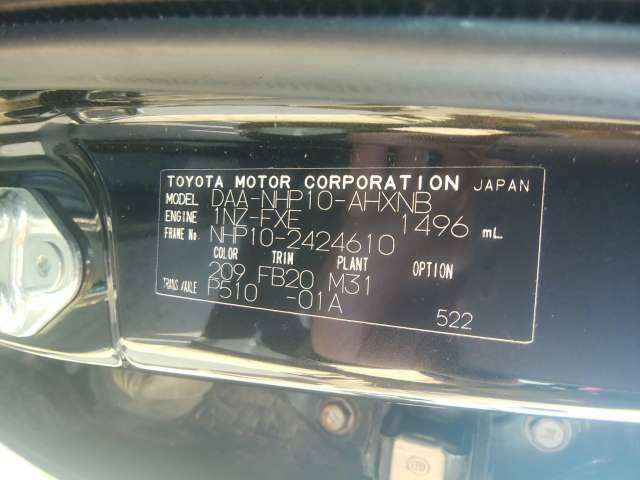 TOYOTA MOTOR CORPORATION JAPAN
MODEL DAA-NHP10-AHXNB
ENGINE 1NZ-FXE 1496 mL
FRAME No. NHP10-2424610
COLOR TRIM PLANT OPTION
209 FB20 M31
TRANS AXLE P510 -01A
522